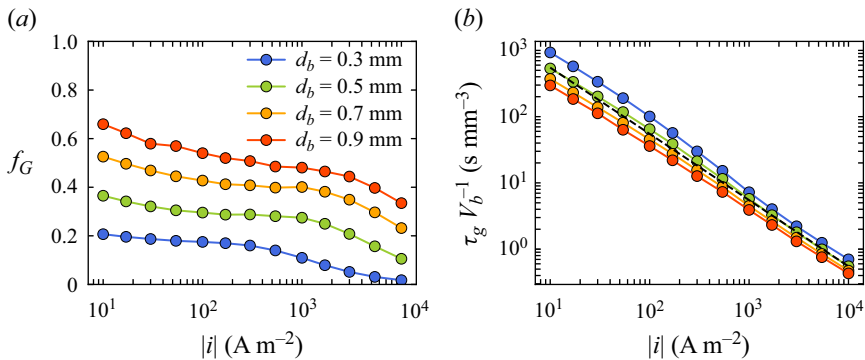 (a)
1.0
0.8
0.6
0.4
0.2
0
f_G
10^1
10^2
10^3
10^4
|i| (A m^−2)
d_b = 0.3 mm
d_b = 0.5 mm
d_b = 0.7 mm
d_b = 0.9 mm
(b)
10^3
10^2
10^1
10^0
τ_g V_b^−1 (s mm^−3)
10^1
10^2
10^3
10^4
|i| (A m^−2)